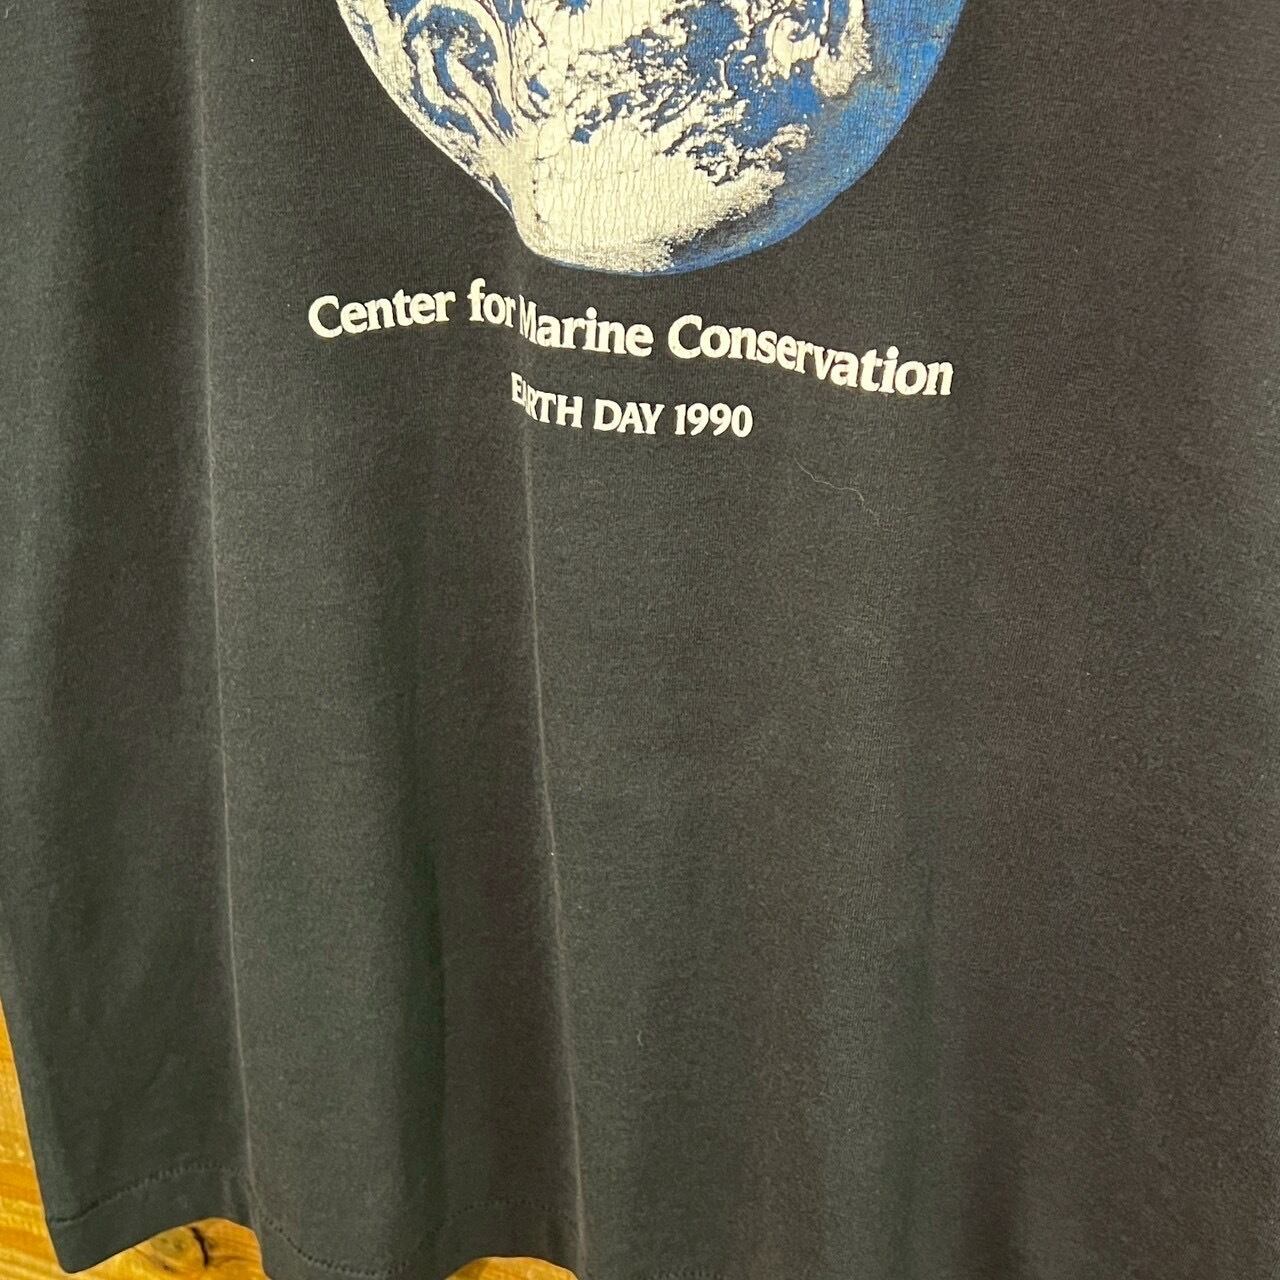 Center for Marine Conservation
EARTH DAY 1990